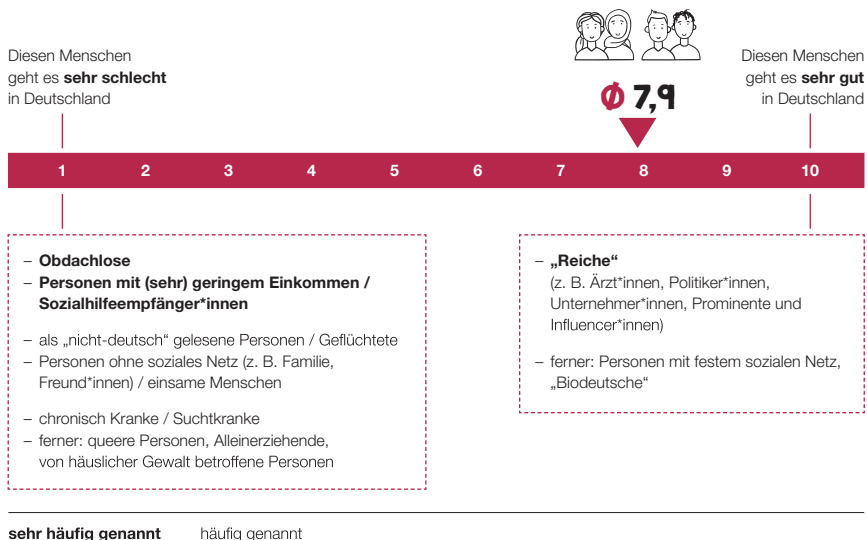 Diesen Menschen
geht es sehr schlecht
in Deutschland
Ø 7,9
Diesen Menschen
geht es sehr gut
in Deutschland
1 2 3 4 5 6 7 8 9 10
– Obdachlose
– Personen mit (sehr) geringem Einkommen /
Sozialhilfeempfänger*innen
– als „nicht-deutsch“ gelesene Personen / Geflüchtete
– Personen ohne soziales Netz (z. B. Familie,
Freund*innen) / einsame Menschen
– chronisch Kranke / Suchtkranke
– ferner: queere Personen, Alleinerziehende,
von häuslicher Gewalt betroffene Personen
– „Reiche“
(z. B. Ärzt*innen, Politiker*innen,
Unternehmer*innen, Prominente und
Influencer*innen)
– ferner: Personen mit festem sozialen Netz,
„Biodeutsche“
sehr häufig genannt häufig genannt